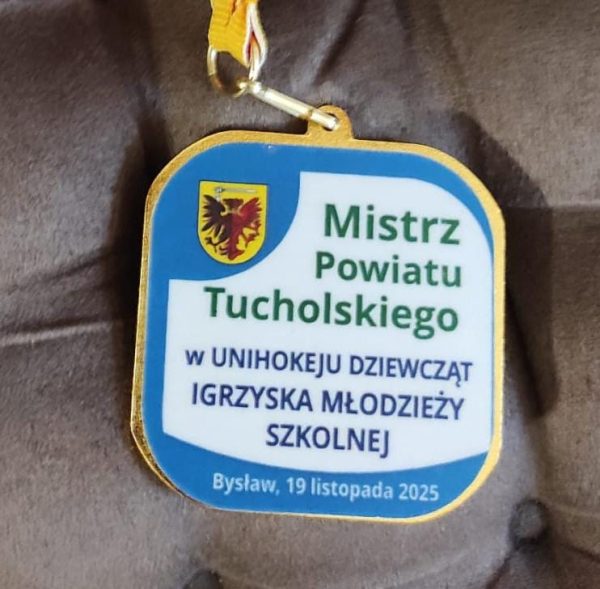 Mistrz
Powiatu
Tucholskiego
w UNIHOKEJU DZIEWCZĄT
IGRZYSKA MŁODZIEŻY
SZKOLNEJ
Bysław, 19 listopada 2025